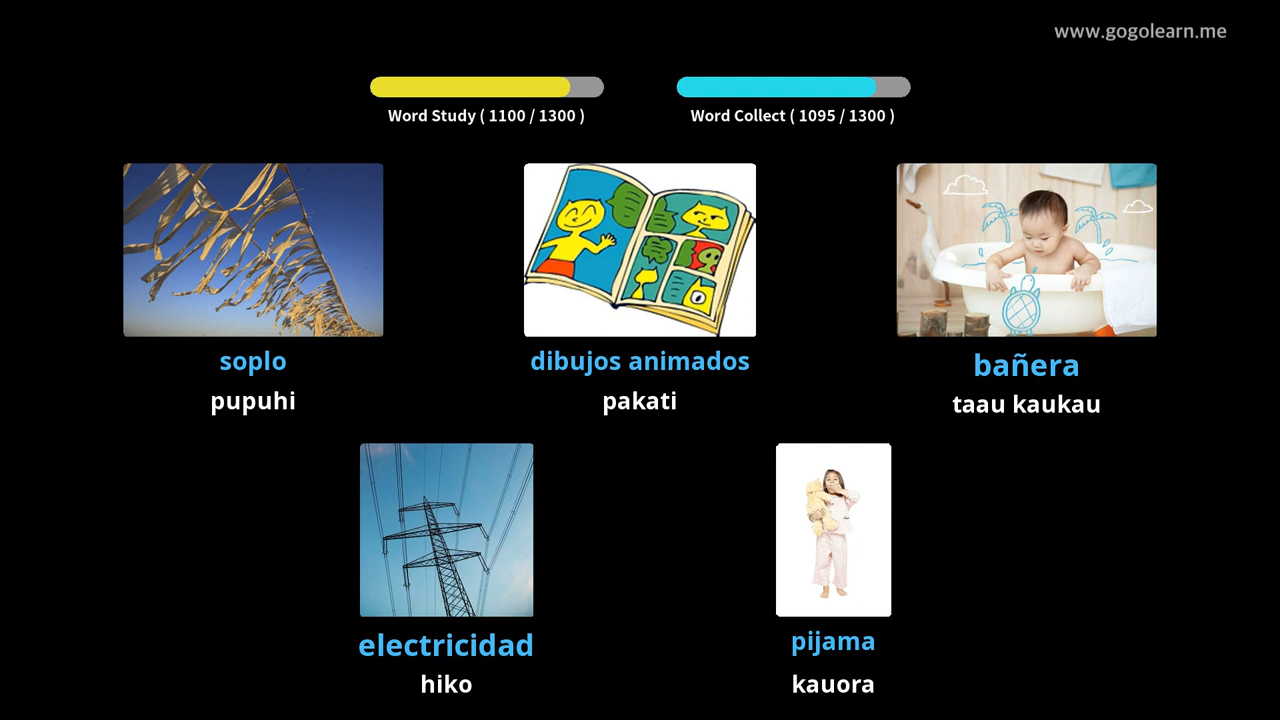 www.gogolearn.me
Word Study ( 1100 / 1300 )
Word Collect ( 1095 / 1300 )
soplo
pupuhi
dibujos animados
pakati
bañera
taau kaukau
electricidad
hiko
pijama
kauora